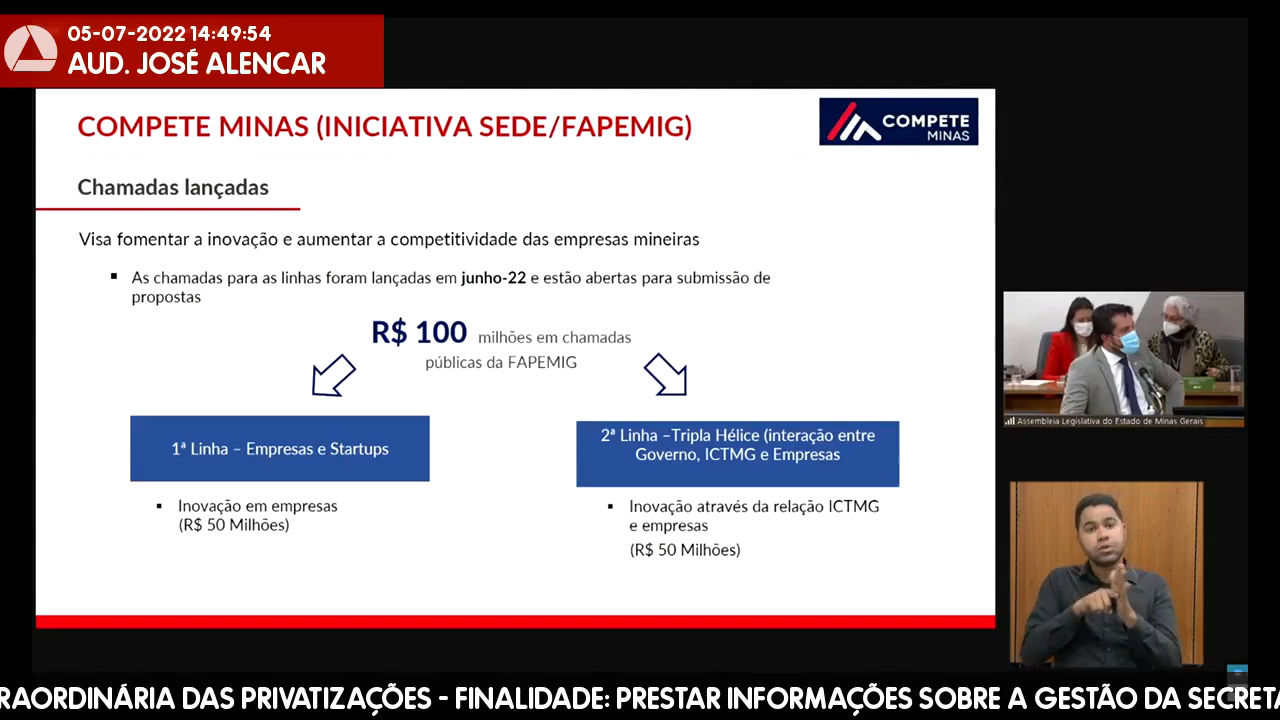 05-07-2022 14:49:54
AUD. JOSÉ ALENCAR
COMPETE MINAS (INICIATIVA SEDE/FAPEMIG)
COMPETE
MINAS
Chamadas lançadas
Visa fomentar a inovação e aumentar a competitividade das empresas mineiras
▪ As chamadas para as linhas foram lançadas em junho-22 e estão abertas para submissão de
propostas
R$ 100 milhões em chamadas
públicas da FAPEMIG
1ª Linha – Empresas e Startups
▪ Inovação em empresas
(R$ 50 Milhões)
2ª Linha –Tripla Hélice (interação entre
Governo, ICTMG e Empresas
▪ Inovação através da relação ICTMG
e empresas
(R$ 50 Milhões)
Assembleia Legislativa do Estado de Minas Gerais
RAORDINÁRIA DAS PRIVATIZAÇÕES - FINALIDADE: PRESTAR INFORMAÇÕES SOBRE A GESTÃO DA SECRETA